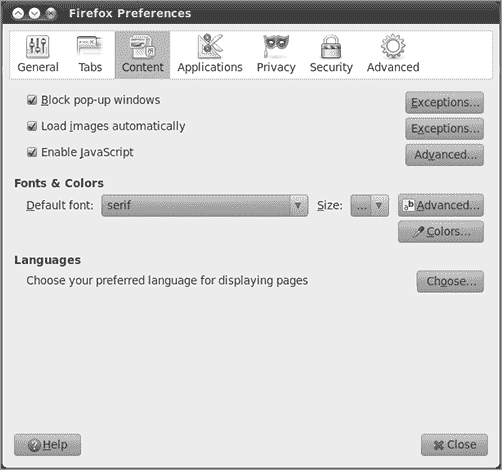 Firefox Preferences
General Tabs Content Applications Privacy Security Advanced
Block pop-up windows Exceptions...
Load images automatically Exceptions...
Enable JavaScript Advanced...
Fonts & Colors
Default font: serif Size: ... Advanced...
Colors...
Languages
Choose your preferred language for displaying pages Choose...
Help Close